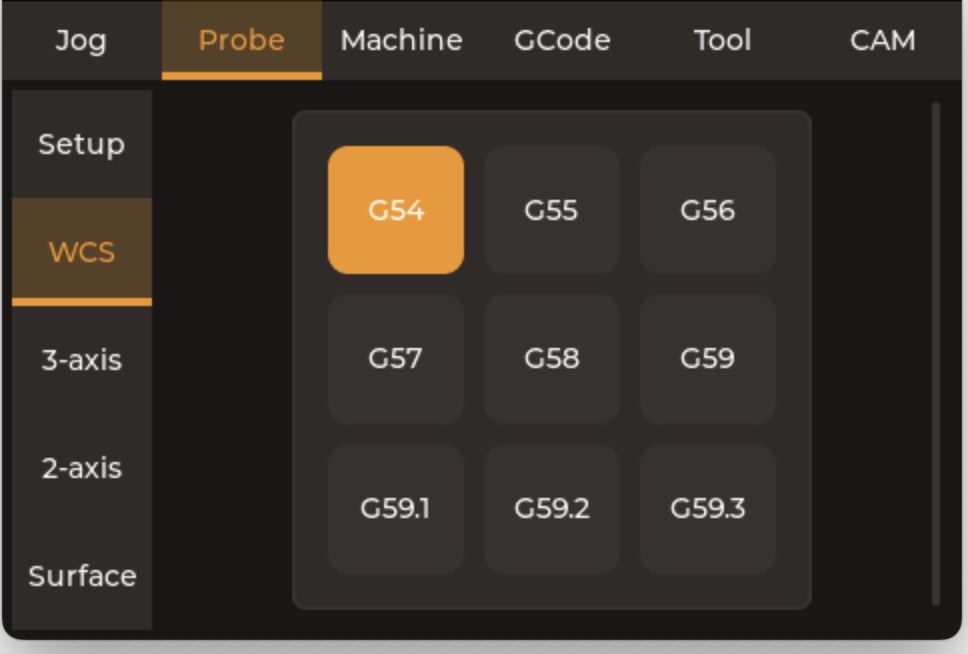 Jog Probe Machine GCode Tool CAM
Setup
WCS
3-axis
2-axis
Surface
G54 G55 G56
G57 G58 G59
G59.1 G59.2 G59.3